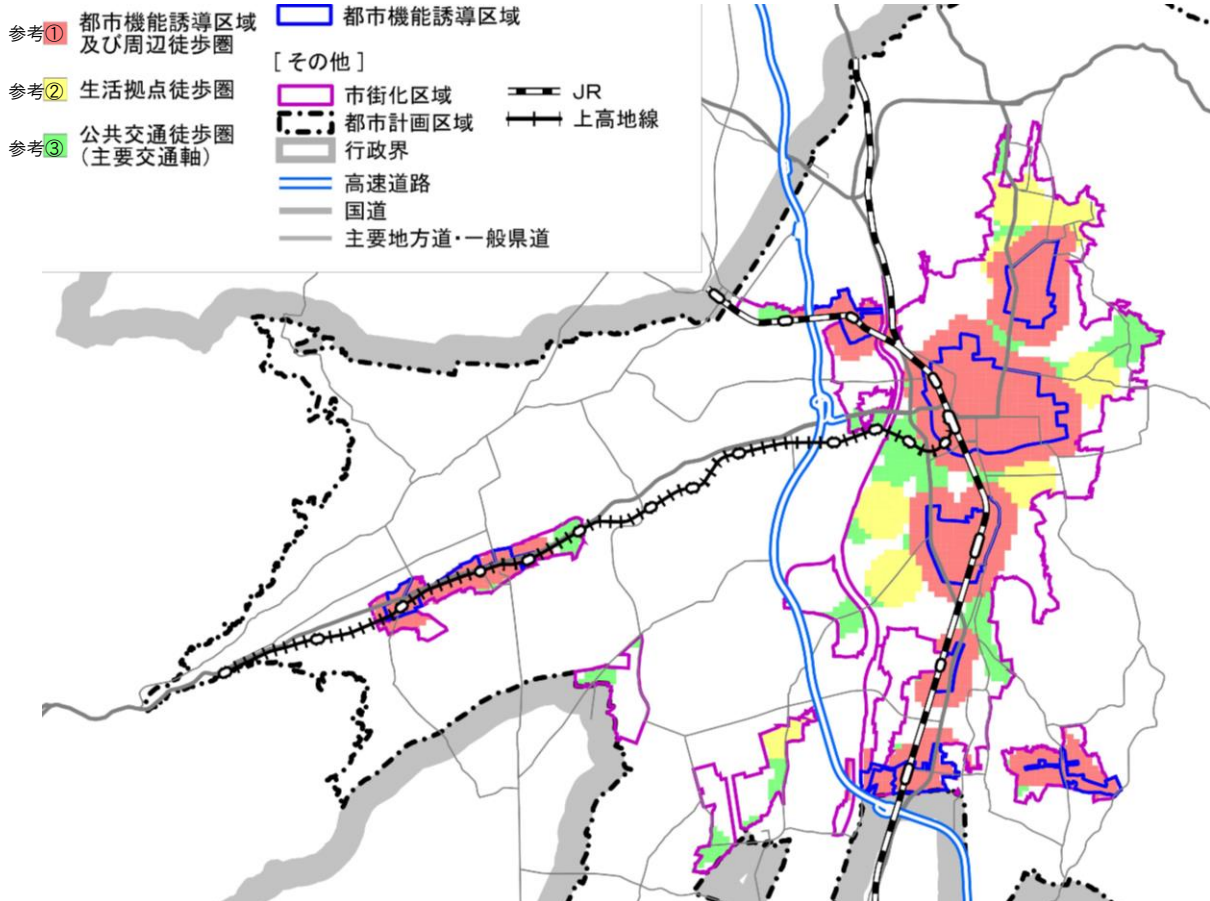 参考①
都市機能誘導区域
及び周辺徒歩圏
参考②
生活拠点徒歩圏
参考③
公共交通徒歩圏
（主要交通軸）
都市機能誘導区域
［その他］
市街化区域
都市計画区域
行政界
高速道路
国道
主要地方道・一般県道
JR
上高地線